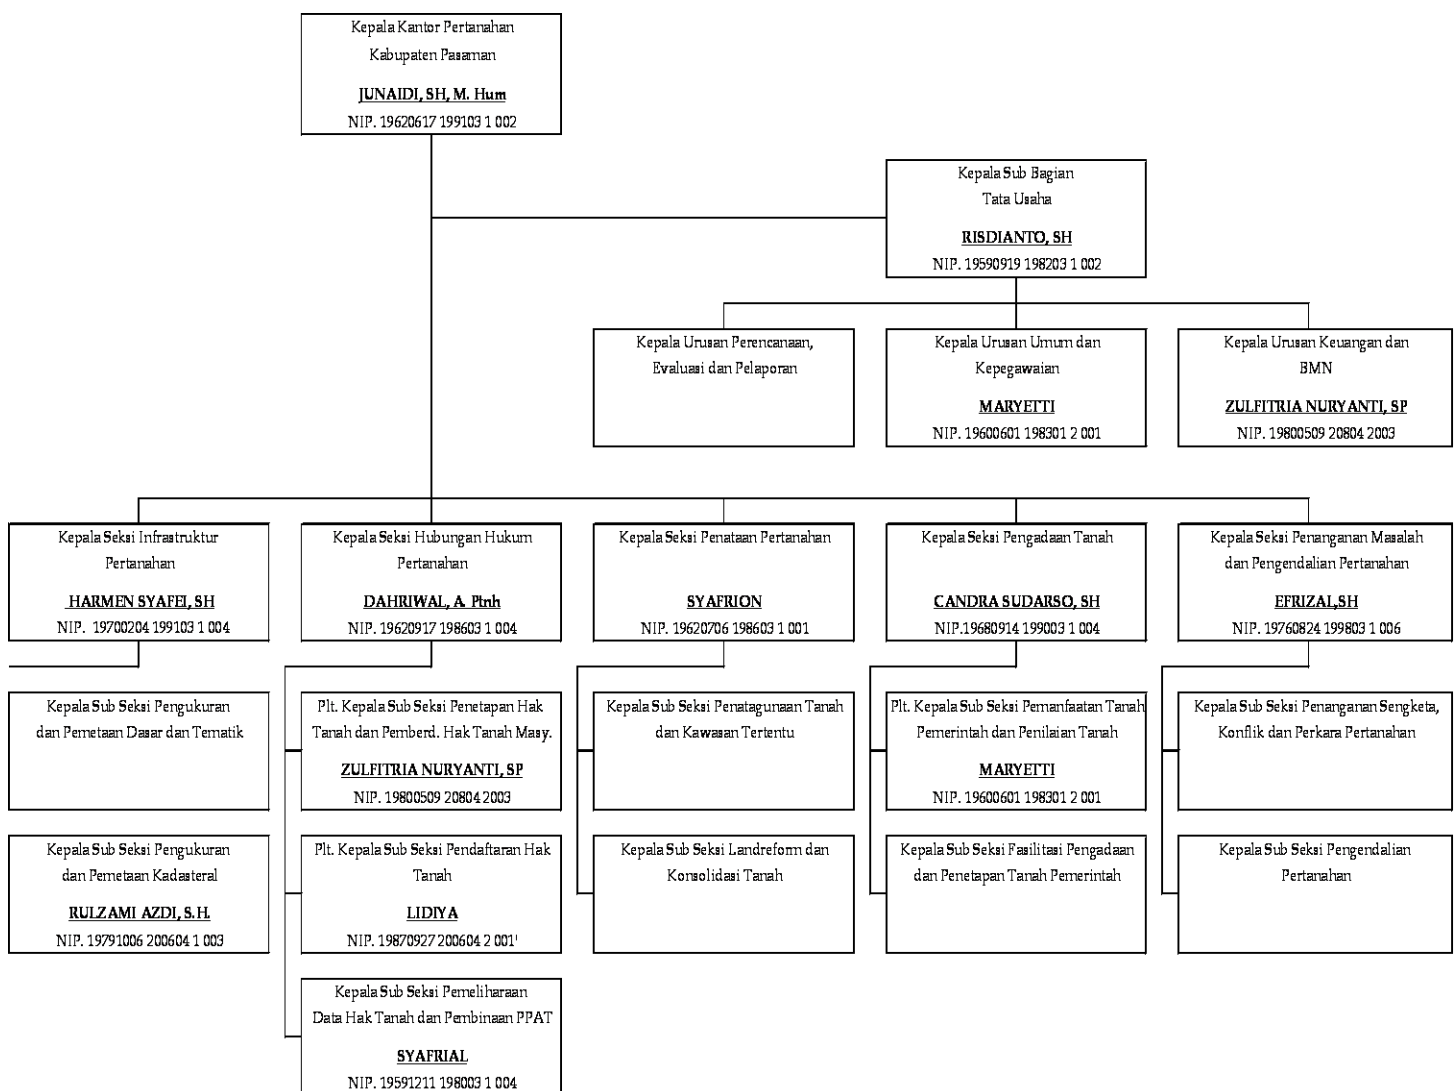 Kepala Kantor Pertanahan
Kabupaten Pasaman
JUNAIDI, SH, M. Hum
NIP. 19620617 199103 1 002
Kepala Sub Bagian
Tata Usaha
RISDIANTO, SH
NIP. 19590919 198203 1 002
Kepala Urusan Perencanaan,
Evaluasi dan Pelaporan
Kepala Urusan Umum dan
Kepegawaian
MARYETTI
NIP. 19600601 198301 2 001
Kepala Urusan Keuangan dan
BMN
ZULFITRIA NURYANTI, SP
NIP. 19800509 20804 2003
Kepala Seksi Infrastruktur
Pertanahan
HARMEN SYAFEI, SH
NIP. 19700204 199103 1 004
Kepala Seksi Hubungan Hukum
Pertanahan
DAHRIWAL, A. Ptnh
NIP. 19620917 198603 1 004
Kepala Seksi Penataan Pertanahan
SYAFRION
NIP. 19620706 198603 1 001
Kepala Seksi Pengadaan Tanah
CANDRA SUDARSO, SH
NIP.19680914 199003 1 004
Kepala Seksi Penanganan Masalah
dan Pengendalian Pertanahan
EFRIZAL,SH
NIP. 19760824 199803 1 006
Kepala Sub Seksi Pengukuran
dan Pemetaan Dasar dan Tematik
Plt. Kepala Sub Seksi Penetapan Hak
Tanah dan Pemberd. Hak Tanah Masy.
ZULFITRIA NURYANTI, SP
NIP. 19800509 20804 2003
Kepala Sub Seksi Penatagunaan Tanah
dan Kawasan Tertentu
Plt. Kepala Sub Seksi Pemanfaatan Tanah
Pemerintah dan Penilaian Tanah
MARYETTI
NIP. 19600601 198301 2 001
Kepala Sub Seksi Penanganan Sengketa,
Konflik dan Perkara Pertanahan
Kepala Sub Seksi Pengukuran
dan Pemetaan Kadasteral
RULZAMI AZDI, S.H.
NIP. 19791006 200604 1 003
Plt. Kepala Sub Seksi Pendaftaran Hak
Tanah
LIDIYA
NIP. 19870927 200604 2 001'
Kepala Sub Seksi Landreform dan
Konsolidasi Tanah
Kepala Sub Seksi Fasilitasi Pengadaan
dan Penetapan Tanah Pemerintah
Kepala Sub Seksi Pengendalian
Pertanahan
Kepala Sub Seksi Pemeliharaan
Data Hak Tanah dan Pembinaan PPAT
SYAFRIAL
NIP. 19591211 198003 1 004